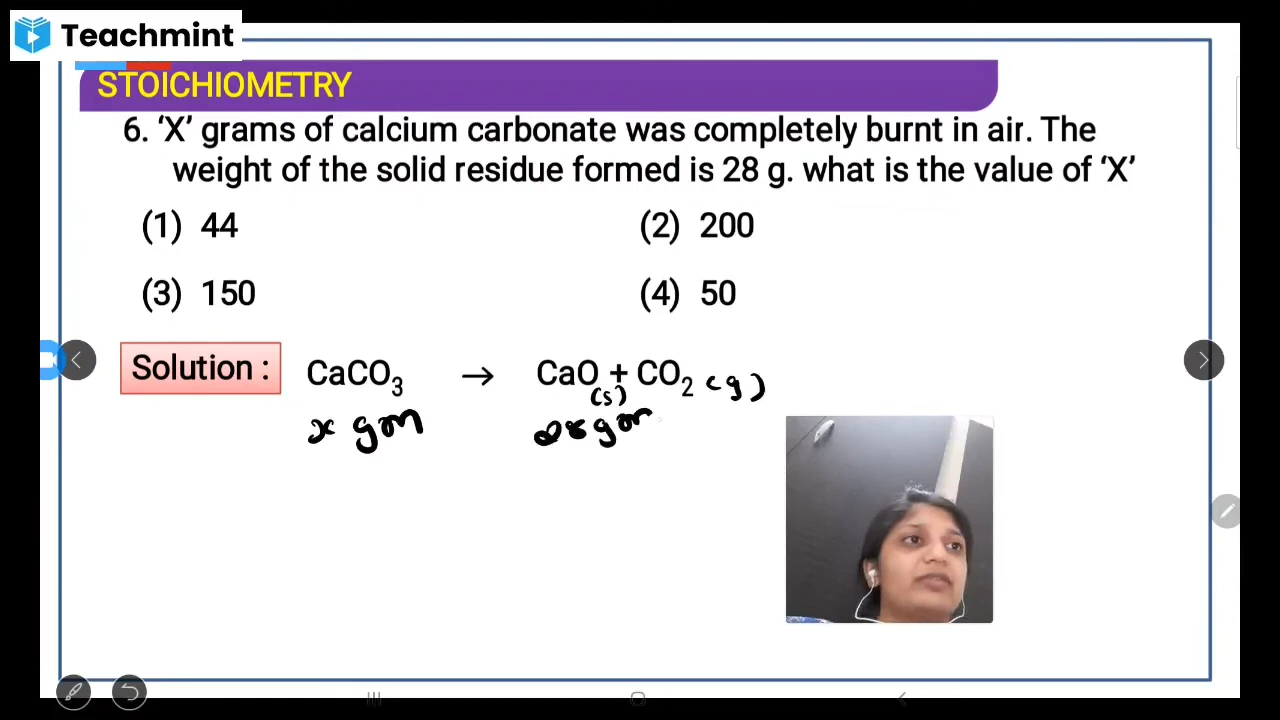 Teachmint
STOICHIOMETRY
6. ‘X’ grams of calcium carbonate was completely burnt in air. The
weight of the solid residue formed is 28 g. what is the value of ‘X’
(1) 44
(2) 200
(3) 150
(4) 50
Solution : CaCO₃ → CaO + CO₂ (g)
(s)
x gm 28 gm